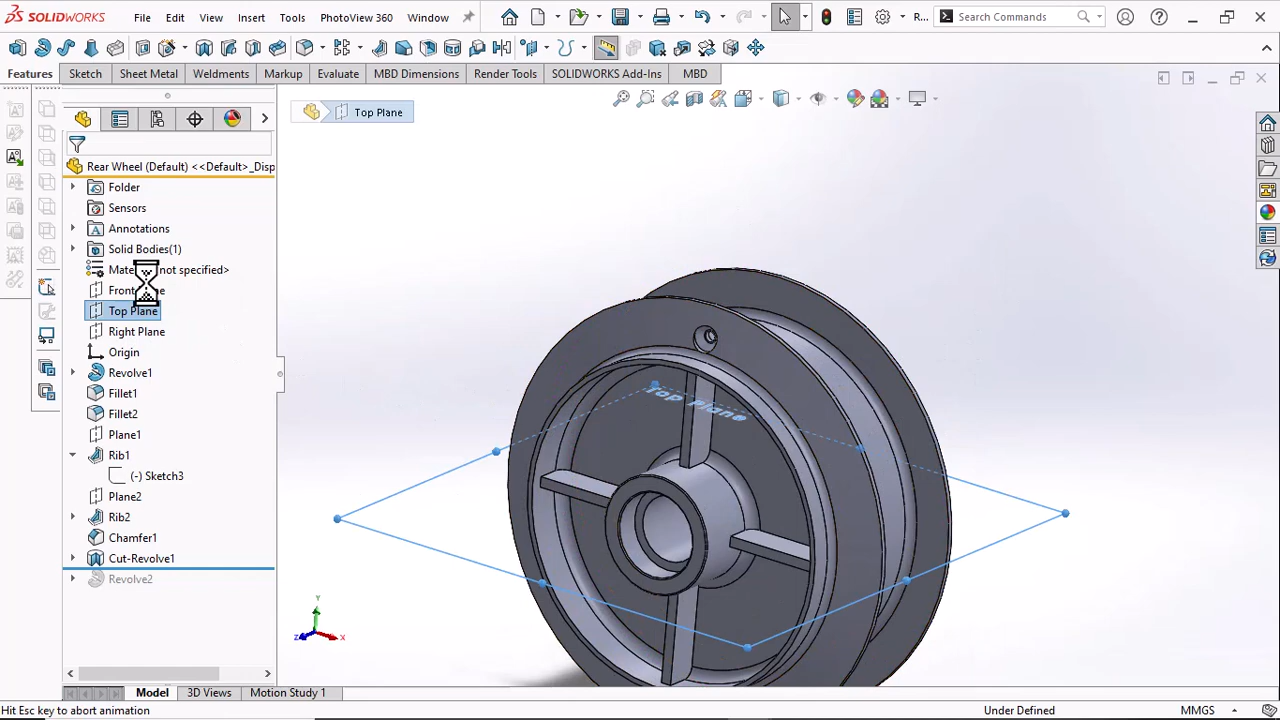 SOLIDWORKS File Edit View Insert Tools PhotoView 360 Window R... Search Commands
Features Sketch Sheet Metal Weldments Markup Evaluate MBD Dimensions Render Tools SOLIDWORKS Add-Ins MBD
Top Plane
Rear Wheel (Default) <<Default>_Disp
Folder
Sensors
Annotations
Solid Bodies(1)
not specified>
Top Plane
Right Plane
Origin
Revolve1
Fillet1
Fillet2
Plane1
Rib1
(-) Sketch3
Plane2
Rib2
Chamfer1
Cut-Revolve1
Revolve2
Top Plane
Y
Z
X
Model 3D Views Motion Study 1
Hit Esc key to abort animation Under Defined MMGS